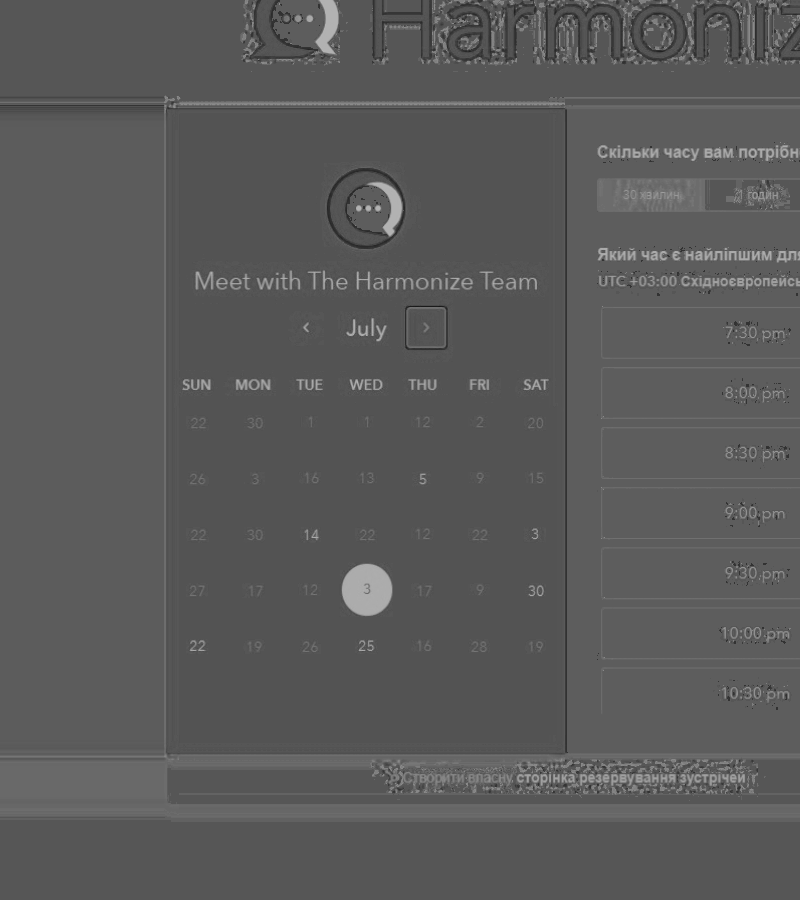 Harmoniz
Meet with The Harmonize Team
July
SUN MON TUE WED THU FRI SAT
22 30 1 1 12 2 20
26 3 16 13 5 9 15
22 30 14 22 12 22 3
27 17 12 3 17 9 30
22 19 26 25 16 28 19
Скільки часу вам потрібн
30 хвилин 1 годин
Який час є найліпшим для
UTC +03:00 Східноєвропейсь
7:30 pm
8:00 pm
8:30 pm
9:00 pm
9:30 pm
10:00 pm
10:30 pm
Створити власну сторінка резервування зустрічей